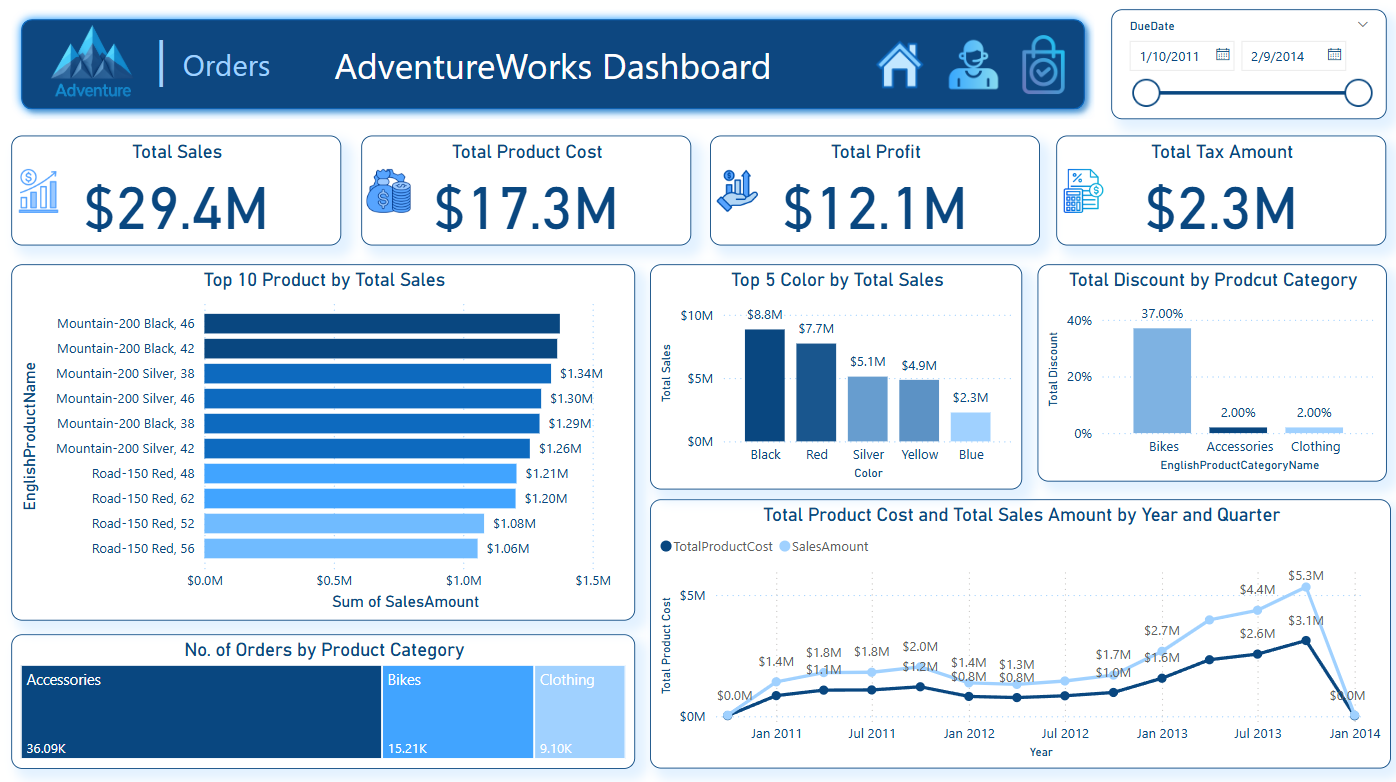 Adventure
Orders
AdventureWorks Dashboard
DueDate
1/10/2011
2/9/2014
Total Sales
$29.4M
Total Product Cost
$17.3M
Total Profit
$12.1M
Total Tax Amount
$2.3M
Top 10 Product by Total Sales
EnglishProductName
Mountain-200 Black, 46
Mountain-200 Black, 42
Mountain-200 Silver, 38 $1.34M
Mountain-200 Silver, 46 $1.30M
Mountain-200 Black, 38 $1.29M
Mountain-200 Silver, 42 $1.26M
Road-150 Red, 48 $1.21M
Road-150 Red, 62 $1.20M
Road-150 Red, 52 $1.08M
Road-150 Red, 56 $1.06M
$0.0M $0.5M $1.0M $1.5M
Sum of SalesAmount
Top 5 Color by Total Sales
Total Sales
$10M
$5M
$0M
$8.8M
$7.7M
$5.1M
$4.9M
$2.3M
Black Red Silver Yellow Blue
Color
Total Discount by Prodcut Category
Total Discount
40%
20%
0%
37.00%
2.00%
2.00%
Bikes Accessories Clothing
EnglishProductCategoryName
No. of Orders by Product Category
Accessories
36.09K
Bikes
15.21K
Clothing
9.10K
Total Product Cost and Total Sales Amount by Year and Quarter
TotalProductCost SalesAmount
Total Product Cost
$5M
$0M
$0.0M
$1.4M
$1.8M
$1.1M
$1.8M
$2.0M
$1.2M
$1.4M
$0.8M
$1.3M
$0.8M
$1.7M
$1.0M
$2.7M
$1.6M
$4.4M
$2.6M
$5.3M
$3.1M
$0.0M
Jan 2011 Jul 2011 Jan 2012 Jul 2012 Jan 2013 Jul 2013 Jan 2014
Year